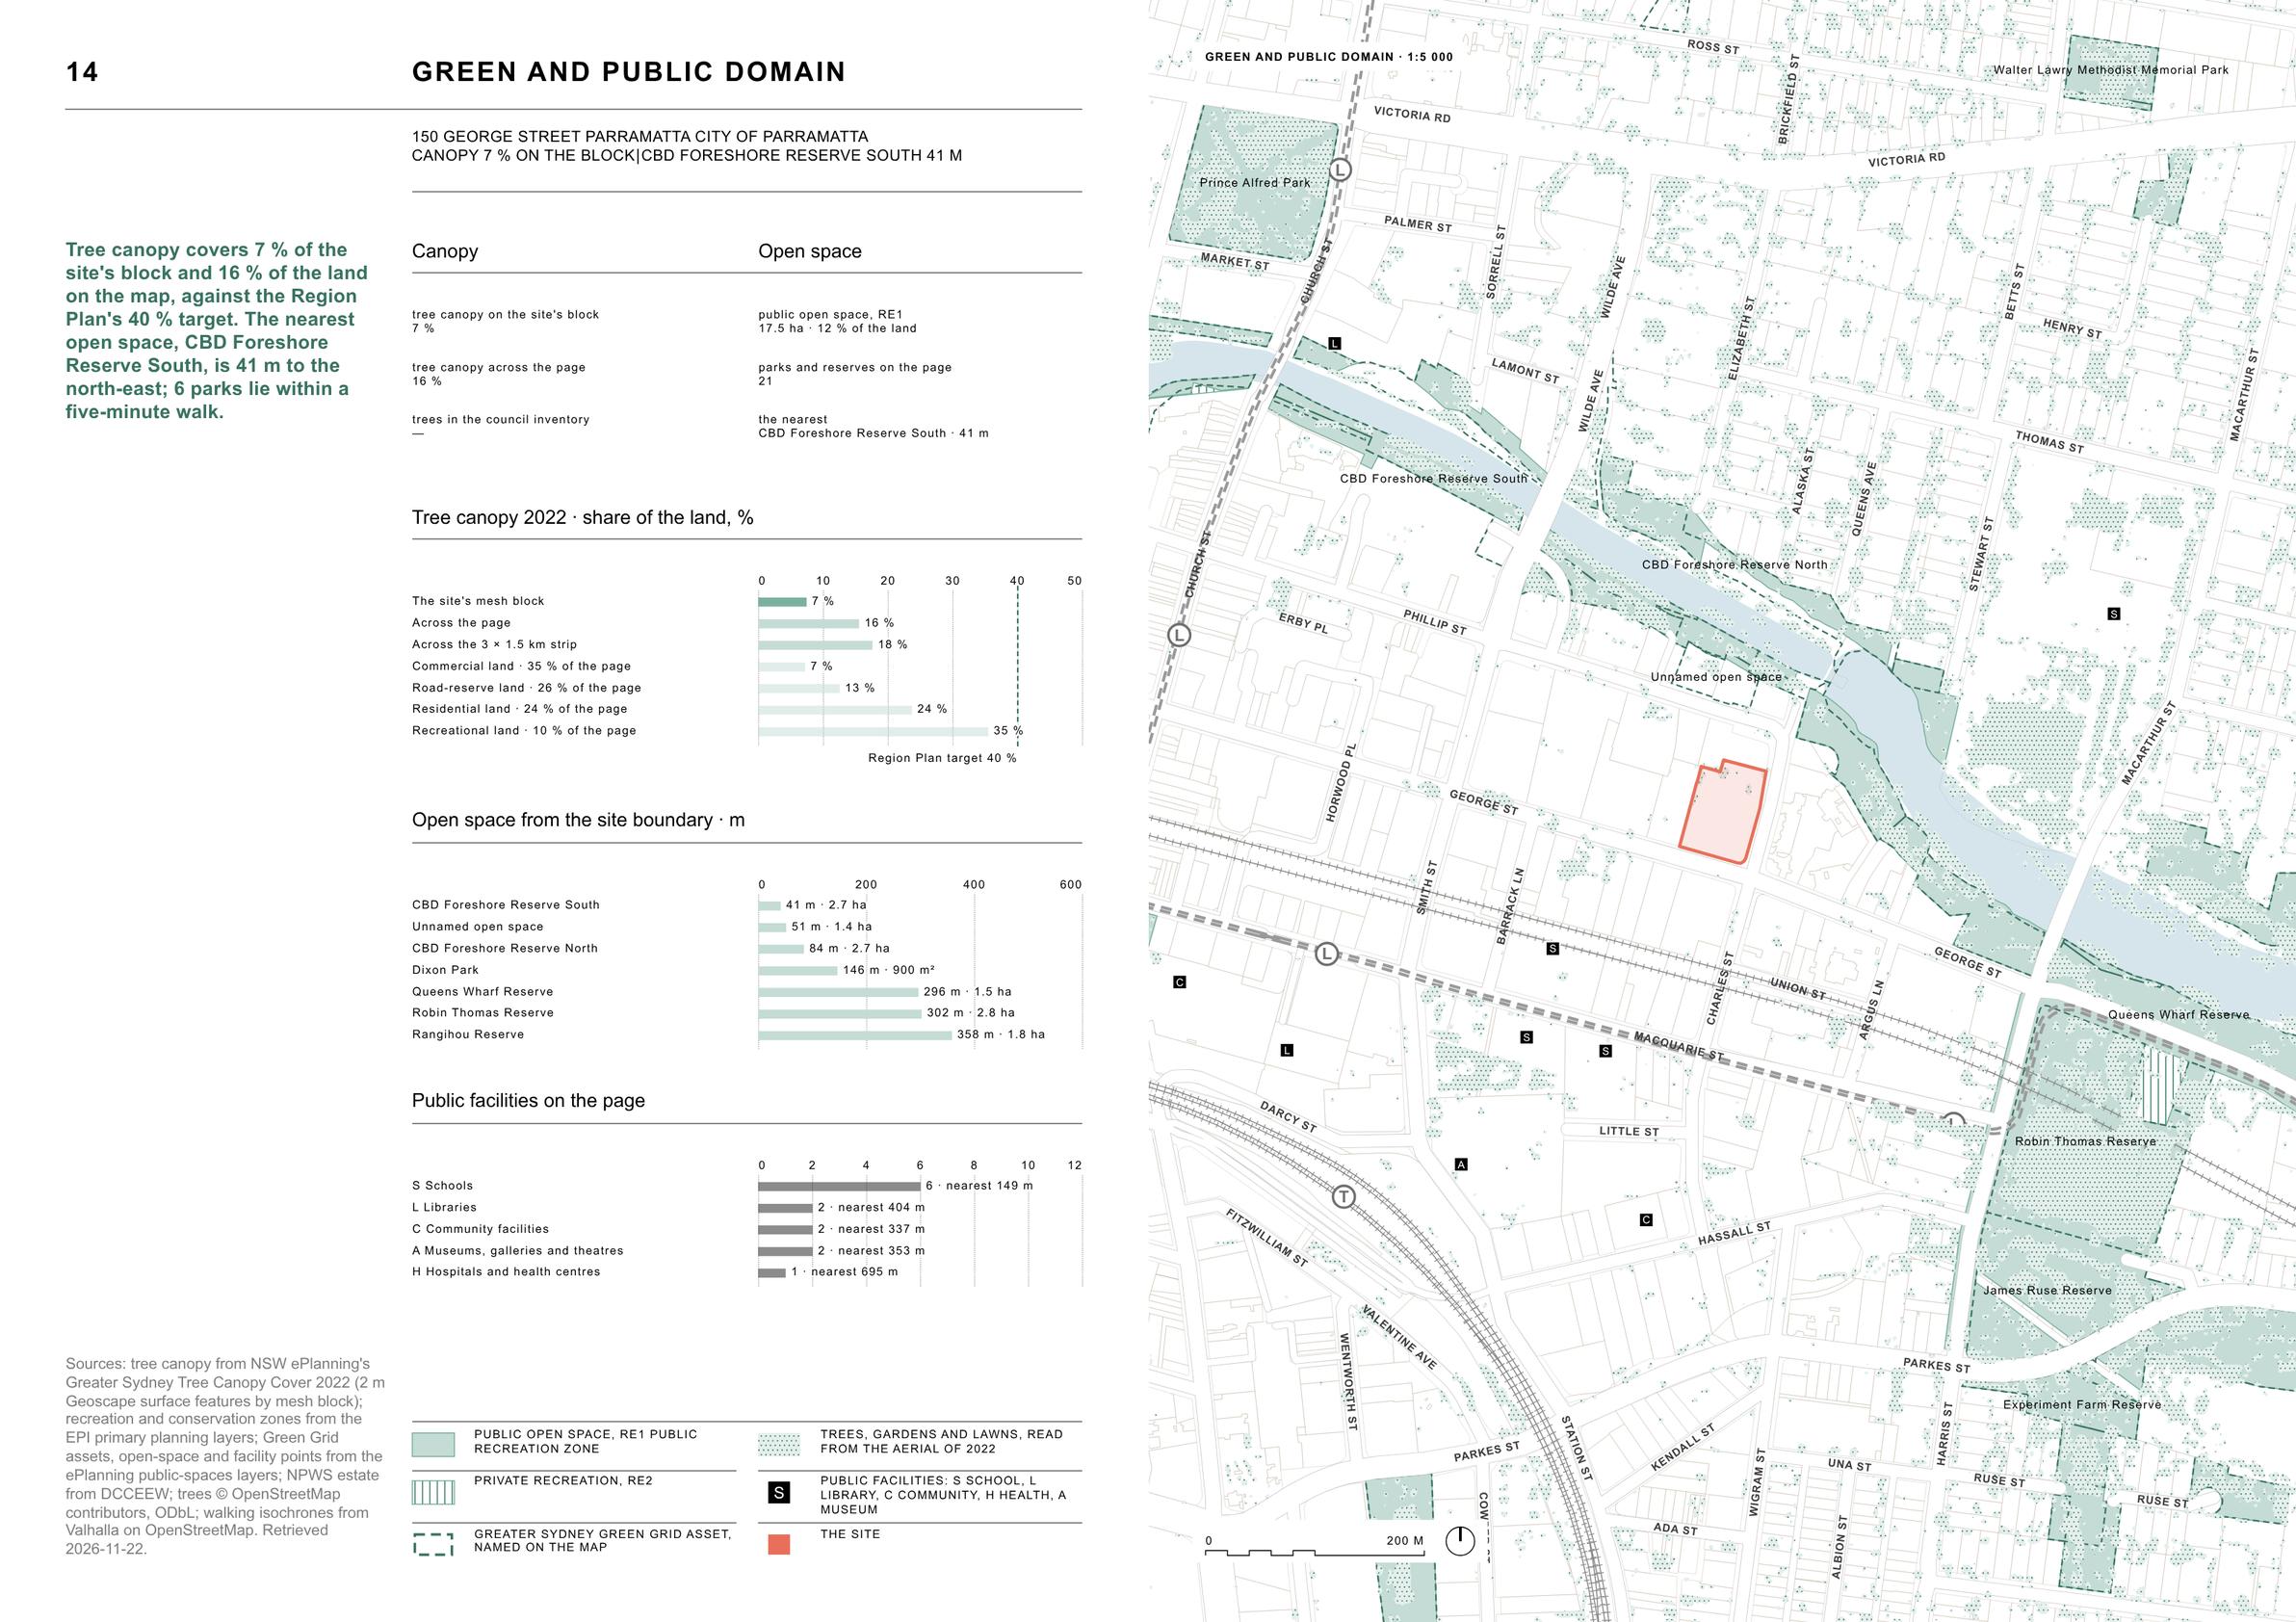 14
GREEN AND PUBLIC DOMAIN
150 GEORGE STREET PARRAMATTA CITY OF PARRAMATTA
CANOPY 7 % ON THE BLOCK|CBD FORESHORE RESERVE SOUTH 41 M
Tree canopy covers 7 % of the
site's block and 16 % of the land
on the map, against the Region
Plan's 40 % target. The nearest
open space, CBD Foreshore
Reserve South, is 41 m to the
north-east; 6 parks lie within a
five-minute walk.
Canopy
tree canopy on the site's block
7 %
tree canopy across the page
16 %
trees in the council inventory
—
Open space
public open space, RE1
17.5 ha · 12 % of the land
parks and reserves on the page
21
the nearest
CBD Foreshore Reserve South · 41 m
Tree canopy 2022 · share of the land, %
0 10 20 30 40 50
The site's mesh block 7 %
Across the page 16 %
Across the 3 × 1.5 km strip 18 %
Commercial land · 35 % of the page 7 %
Road-reserve land · 26 % of the page 13 %
Residential land · 24 % of the page 24 %
Recreational land · 10 % of the page 35 %
Region Plan target 40 %
Open space from the site boundary · m
0 200 400 600
CBD Foreshore Reserve South 41 m · 2.7 ha
Unnamed open space 51 m · 1.4 ha
CBD Foreshore Reserve North 84 m · 2.7 ha
Dixon Park 146 m · 900 m²
Queens Wharf Reserve 296 m · 1.5 ha
Robin Thomas Reserve 302 m · 2.8 ha
Rangihou Reserve 358 m · 1.8 ha
Public facilities on the page
0 2 4 6 8 10 12
S Schools 6 · nearest 149 m
L Libraries 2 · nearest 404 m
C Community facilities 2 · nearest 337 m
A Museums, galleries and theatres 2 · nearest 353 m
H Hospitals and health centres 1 · nearest 695 m
Sources: tree canopy from NSW ePlanning's
Greater Sydney Tree Canopy Cover 2022 (2 m
Geoscape surface features by mesh block);
recreation and conservation zones from the
EPI primary planning layers; Green Grid
assets, open-space and facility points from the
ePlanning public-spaces layers; NPWS estate
from DCCEEW; trees © OpenStreetMap
contributors, ODbL; walking isochrones from
Valhalla on OpenStreetMap. Retrieved
2026-11-22.
PUBLIC OPEN SPACE, RE1 PUBLIC
RECREATION ZONE
PRIVATE RECREATION, RE2
GREATER SYDNEY GREEN GRID ASSET,
NAMED ON THE MAP
TREES, GARDENS AND LAWNS, READ
FROM THE AERIAL OF 2022
S
PUBLIC FACILITIES: S SCHOOL, L
LIBRARY, C COMMUNITY, H HEALTH, A
MUSEUM
THE SITE
GREEN AND PUBLIC DOMAIN · 1:5 000
ROSS ST
BRICKFIELD ST
Walter Lawry Methodist Memorial Park
VICTORIA RD
VICTORIA RD
L
Prince Alfred Park
PALMER ST
MARKET ST
CHURCH ST
SORRELL ST
WILDE AVE
ELIZABETH ST
BETTS ST
HENRY ST
MACARTHUR ST
L
LAMONT ST
WILDE AVE
THOMAS ST
ALASKA ST
QUEENS AVE
CBD Foreshore Reserve South
CHURCH ST
CBD Foreshore Reserve North
STEWART ST
S
ERBY PL
PHILLIP ST
L
Unnamed open space
HORWOOD PL
GEORGE ST
MACARTHUR ST
SMITH ST
BARRACK LN
S
L
C
CHARLES ST
UNION ST
ARGUS LN
GEORGE ST
Queens Wharf Reserve
L
S
S
MACQUARIE ST
DARCY ST
LITTLE ST
L
Robin Thomas Reserve
A
T
C
FITZWILLIAM ST
HASSALL ST
James Ruse Reserve
VALENTINE AVE
WENTWORTH ST
PARKES ST
Experiment Farm Reserve
STATION ST
PARKES ST
KENDALL ST
HARRIS ST
WIGRAM ST
UNA ST
RUSE ST
RUSE ST
COW
ADA ST
ALBION ST
0 200 M